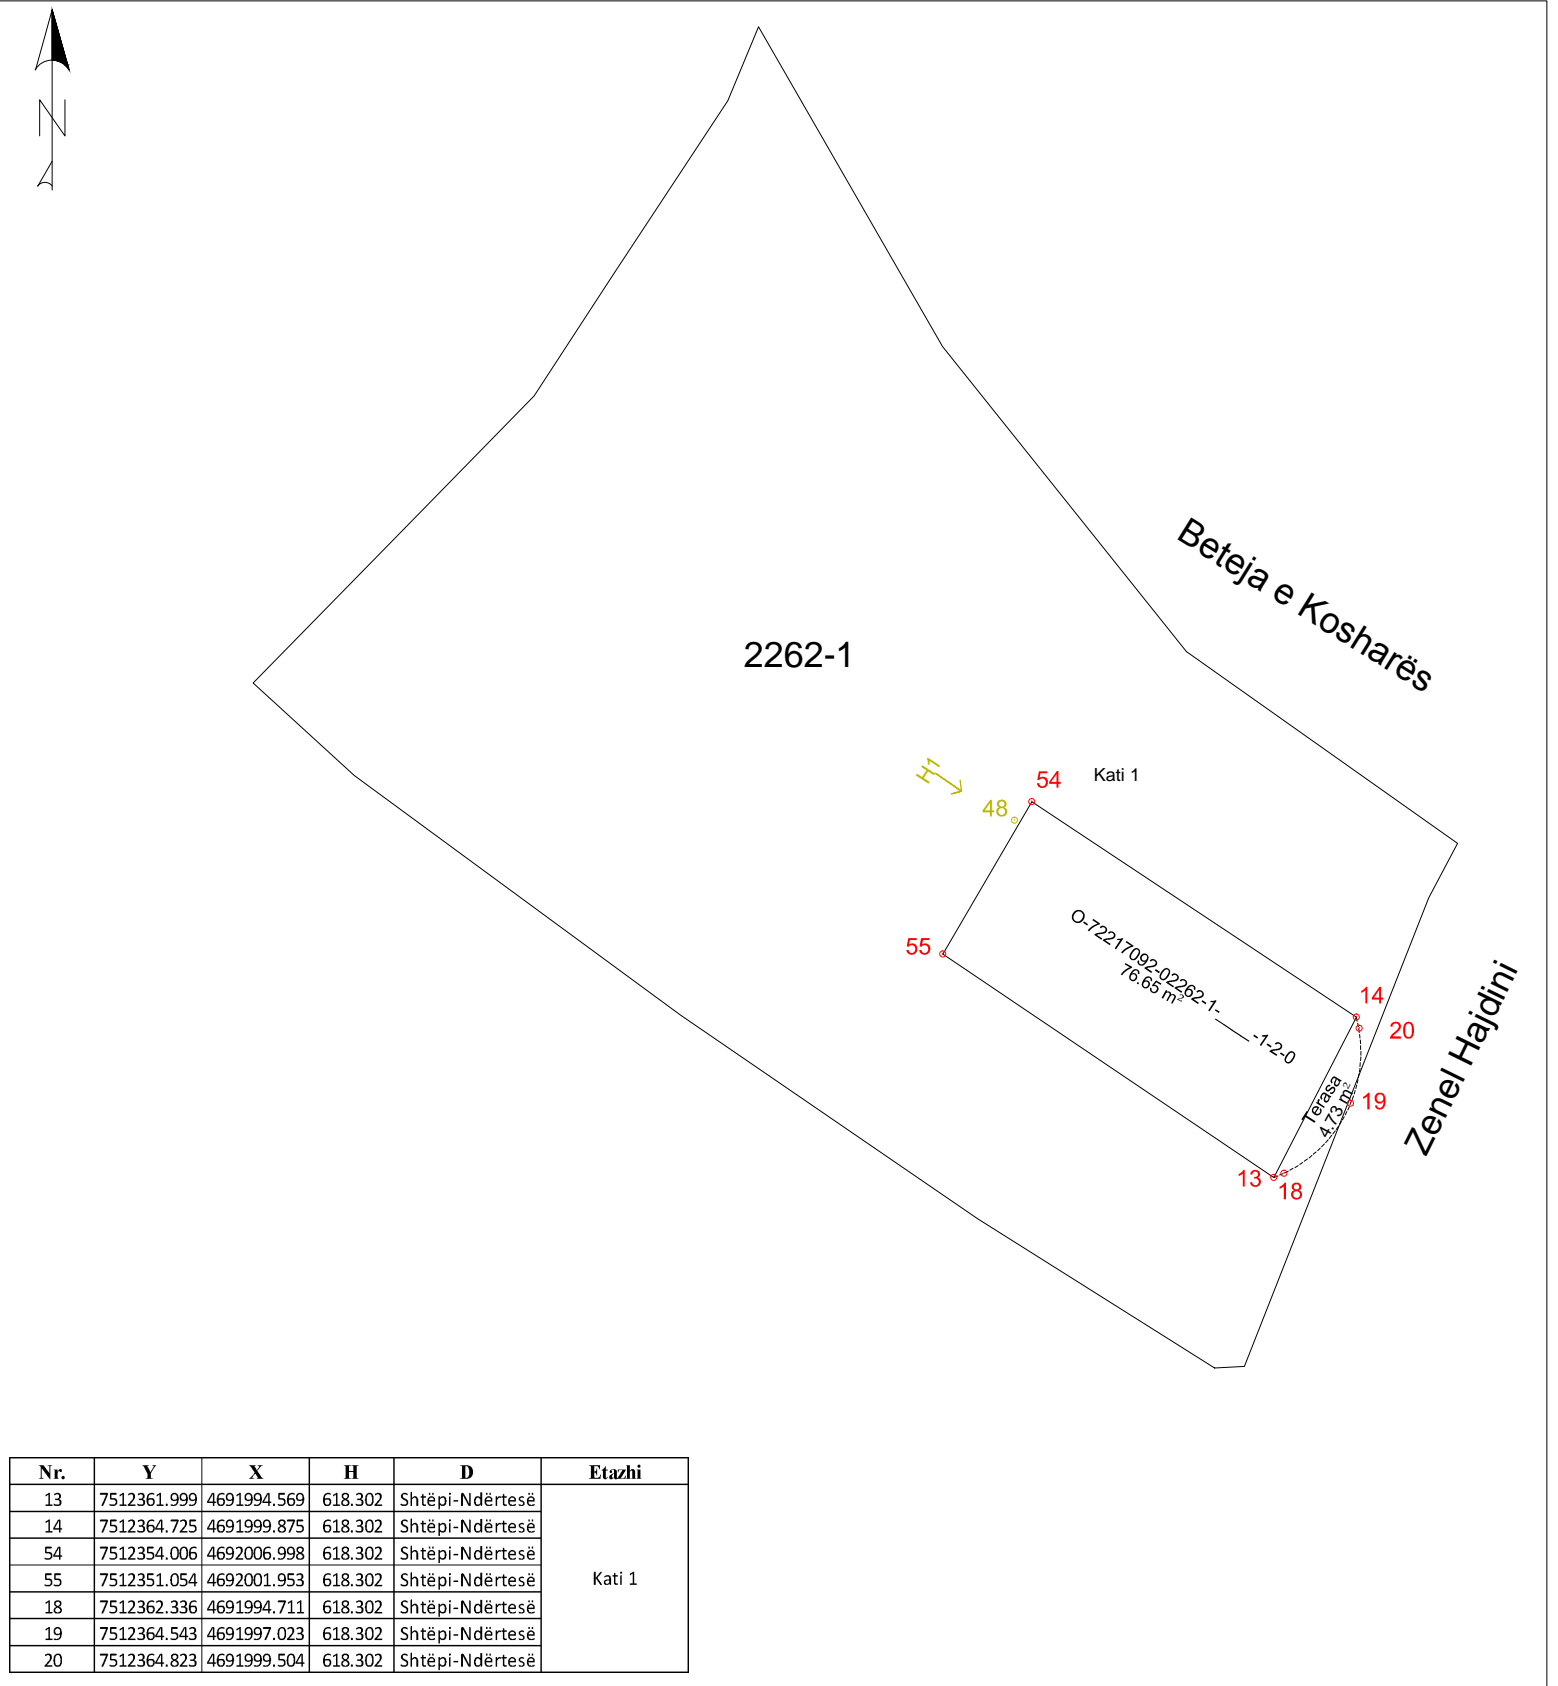 N
Beteja e Kosharës
2262-1
H1
54
Kati 1
48
O-72217092-02262-1-____-1-2-0
76.65 m²
55
14
20
Zenel Hajdini
Terasa
4.73 m²
19
13
18
Nr. Y X H D Etazhi
13 7512361.999 4691994.569 618.302 Shtëpi-Ndërtesë
14 7512364.725 4691999.875 618.302 Shtëpi-Ndërtesë
54 7512354.006 4692006.998 618.302 Shtëpi-Ndërtesë
55 7512351.054 4692001.953 618.302 Shtëpi-Ndërtesë Kati 1
18 7512362.336 4691994.711 618.302 Shtëpi-Ndërtesë
19 7512364.543 4691997.023 618.302 Shtëpi-Ndërtesë
20 7512364.823 4691999.504 618.302 Shtëpi-Ndërtesë